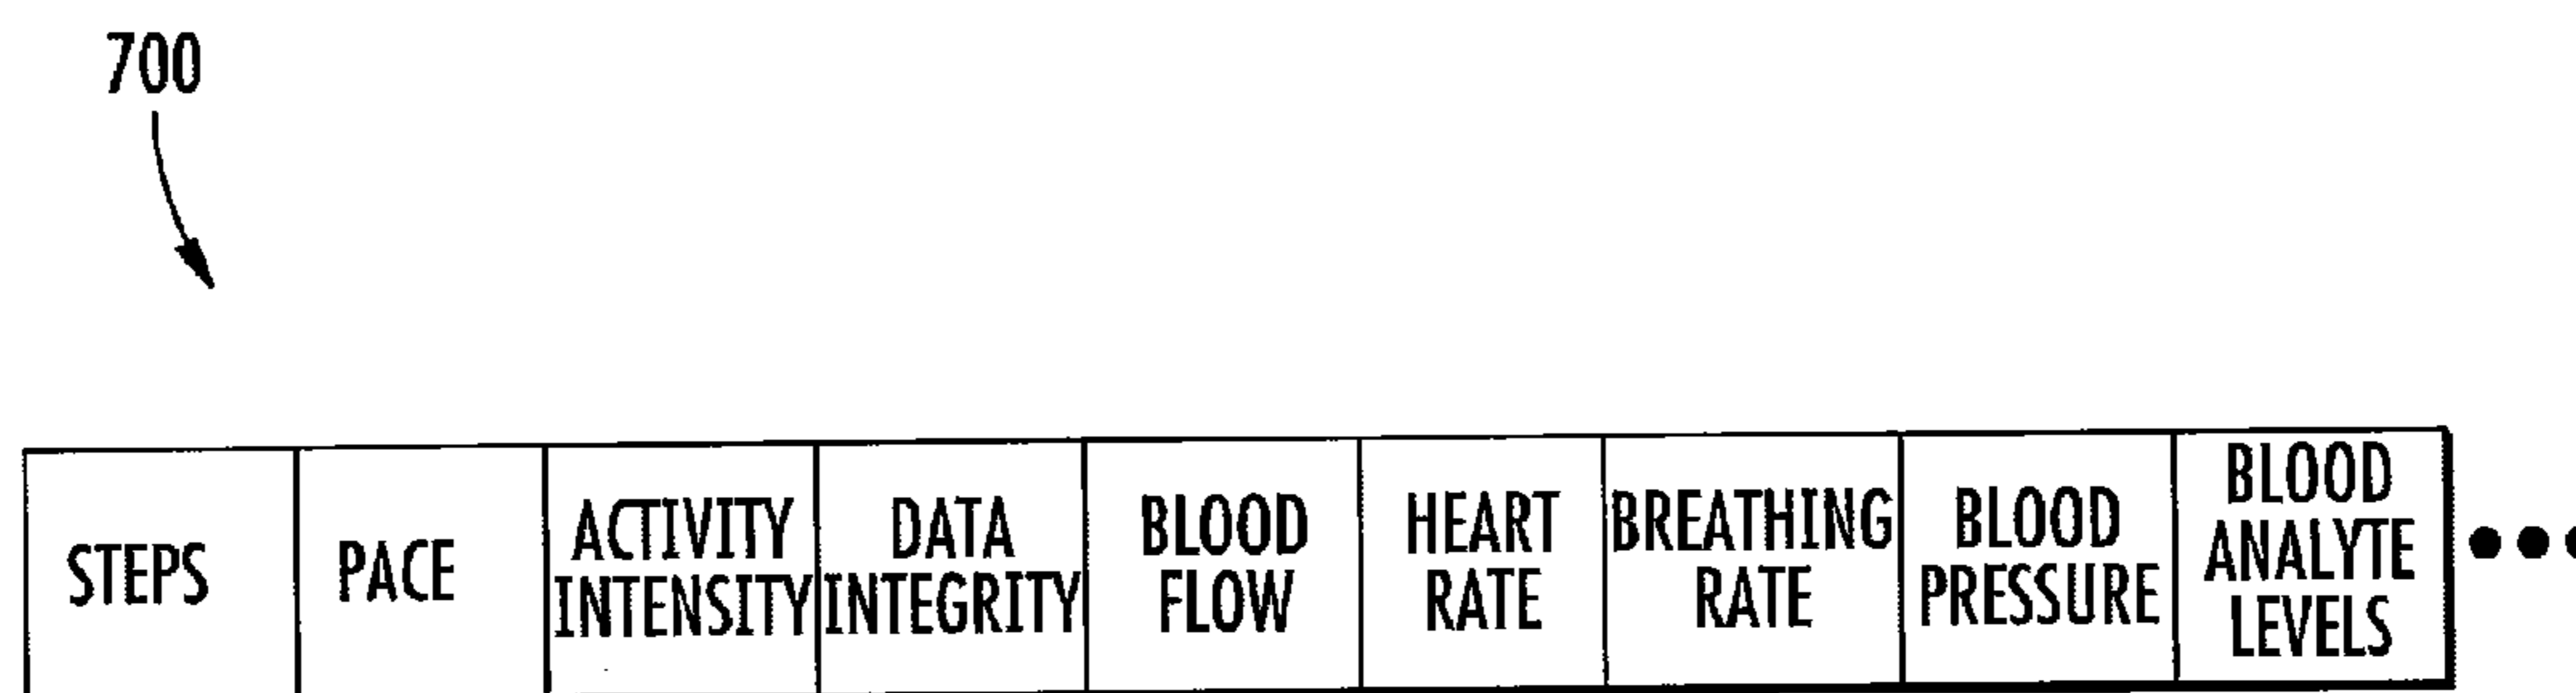 700
STEPS
PACE
ACTIVITY
INTENSITY
DATA
INTEGRITY
BLOOD
FLOW
HEART
RATE
BREATHING
RATE
BLOOD
PRESSURE
BLOOD
ANALYTE
LEVELS